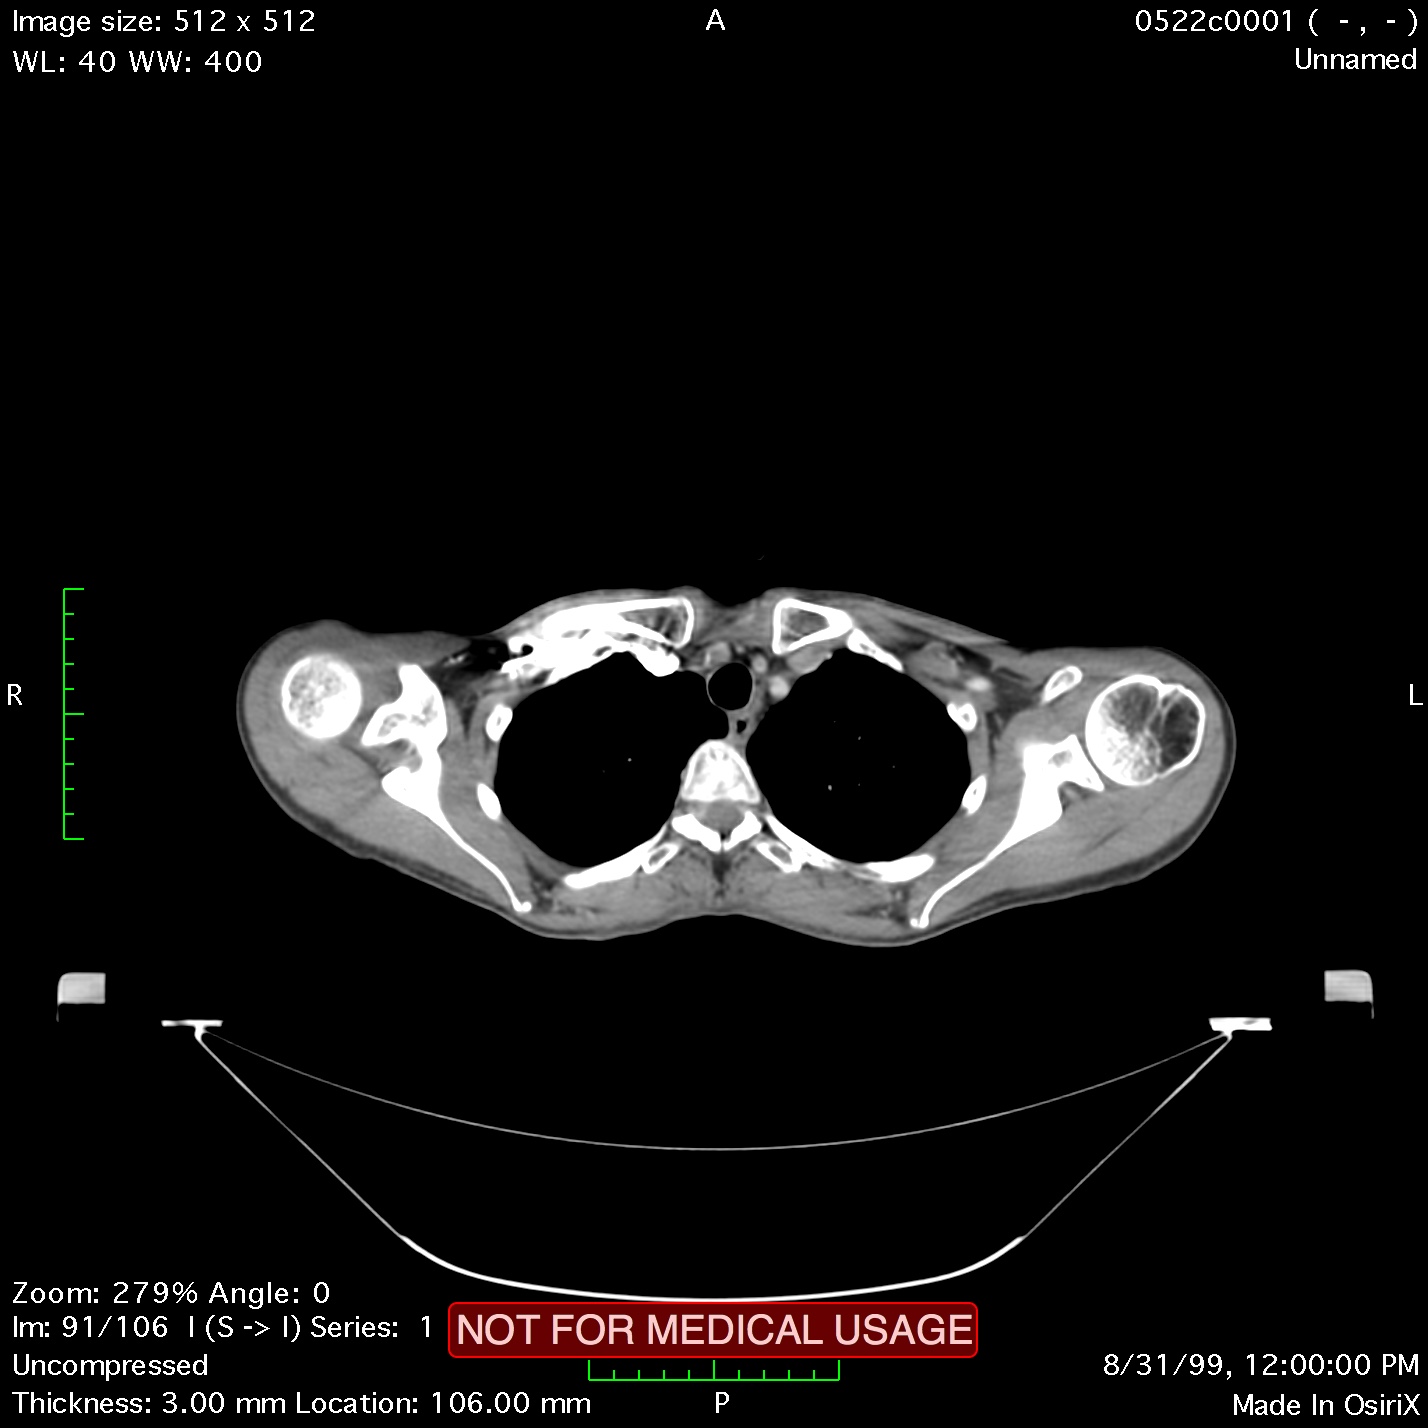 Image size: 512 x 512
WL: 40 WW: 400
A
0522c0001 ( - , - )
Unnamed
R
L
Zoom: 279% Angle: 0
Im: 91/106 I (S -> I) Series: 1
Uncompressed
Thickness: 3.00 mm Location: 106.00 mm
NOT FOR MEDICAL USAGE
P
8/31/99, 12:00:00 PM
Made In OsiriX